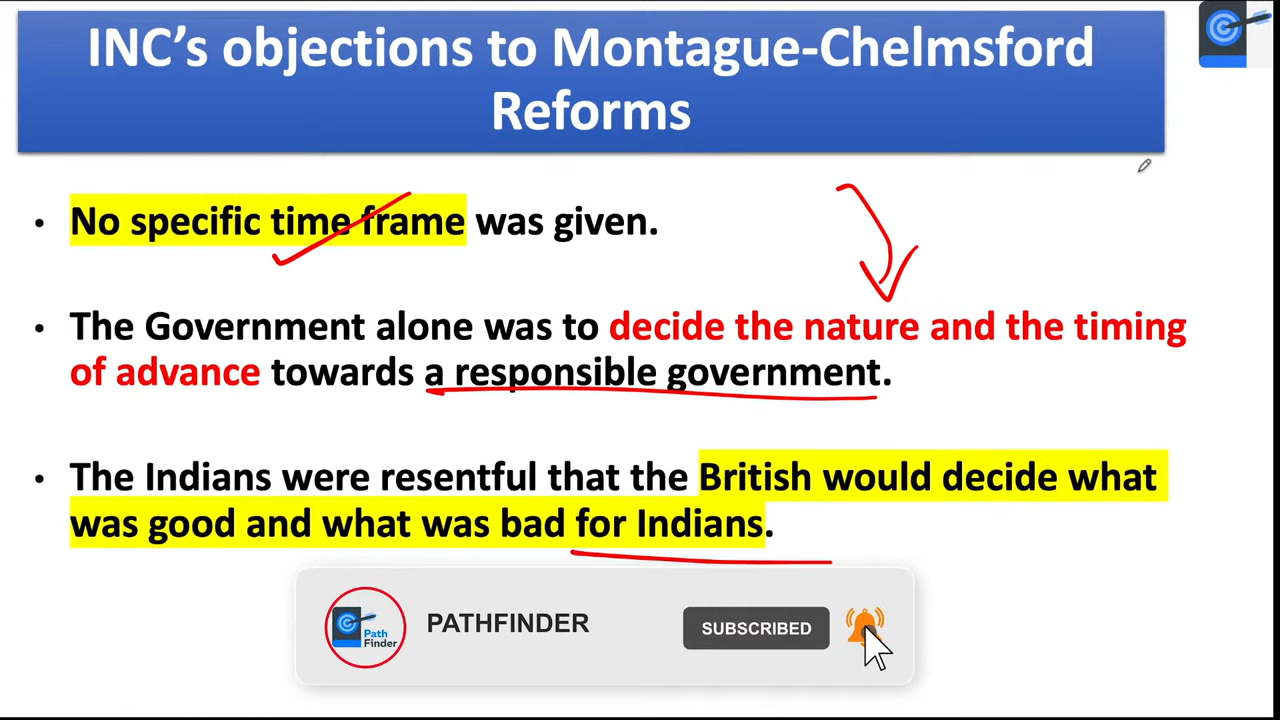 INC’s objections to Montague-Chelmsford
Reforms
• No specific time frame was given.
• The Government alone was to decide the nature and the timing
of advance towards a responsible government.
• The Indians were resentful that the British would decide what
was good and what was bad for Indians.
Path
Finder
PATHFINDER
SUBSCRIBED